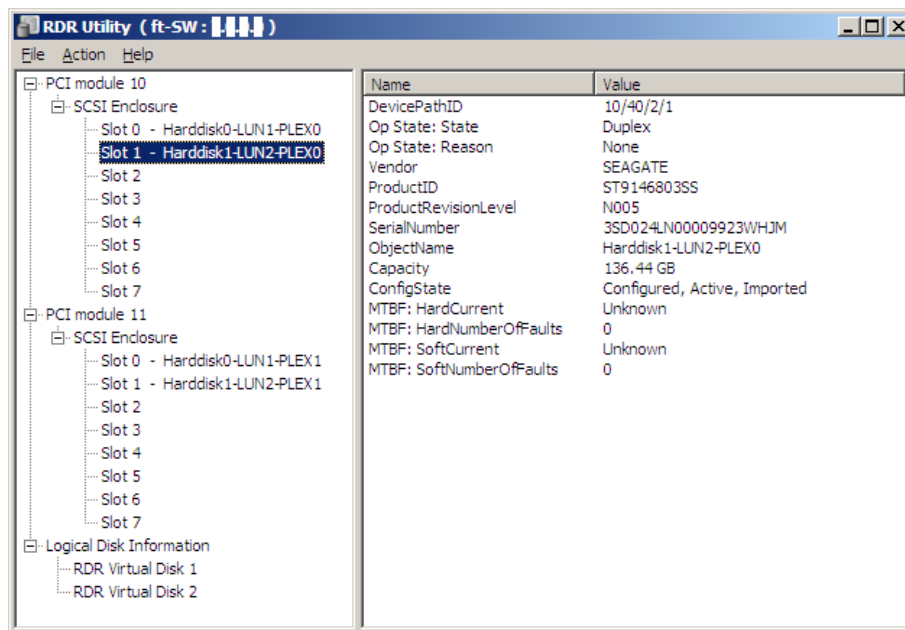 RDR Utility ( ft-SW : )
File Action Help
PCI module 10
SCSI Enclosure
Slot 0 - Harddisk0-LUN1-PLEX0
Slot 1 - Harddisk1-LUN2-PLEX0
Slot 2
Slot 3
Slot 4
Slot 5
Slot 6
Slot 7
PCI module 11
SCSI Enclosure
Slot 0 - Harddisk0-LUN1-PLEX1
Slot 1 - Harddisk1-LUN2-PLEX1
Slot 2
Slot 3
Slot 4
Slot 5
Slot 6
Slot 7
Logical Disk Information
RDR Virtual Disk 1
RDR Virtual Disk 2
Name Value
DevicePathID 10/40/2/1
Op State: State Duplex
Op State: Reason None
Vendor SEAGATE
ProductID ST9146803SS
ProductRevisionLevel N005
SerialNumber 3SD024LN00009923WHJM
ObjectName Harddisk1-LUN2-PLEX0
Capacity 136.44 GB
ConfigState Configured, Active, Imported
MTBF: HardCurrent Unknown
MTBF: HardNumberOfFaults 0
MTBF: SoftCurrent Unknown
MTBF: SoftNumberOfFaults 0